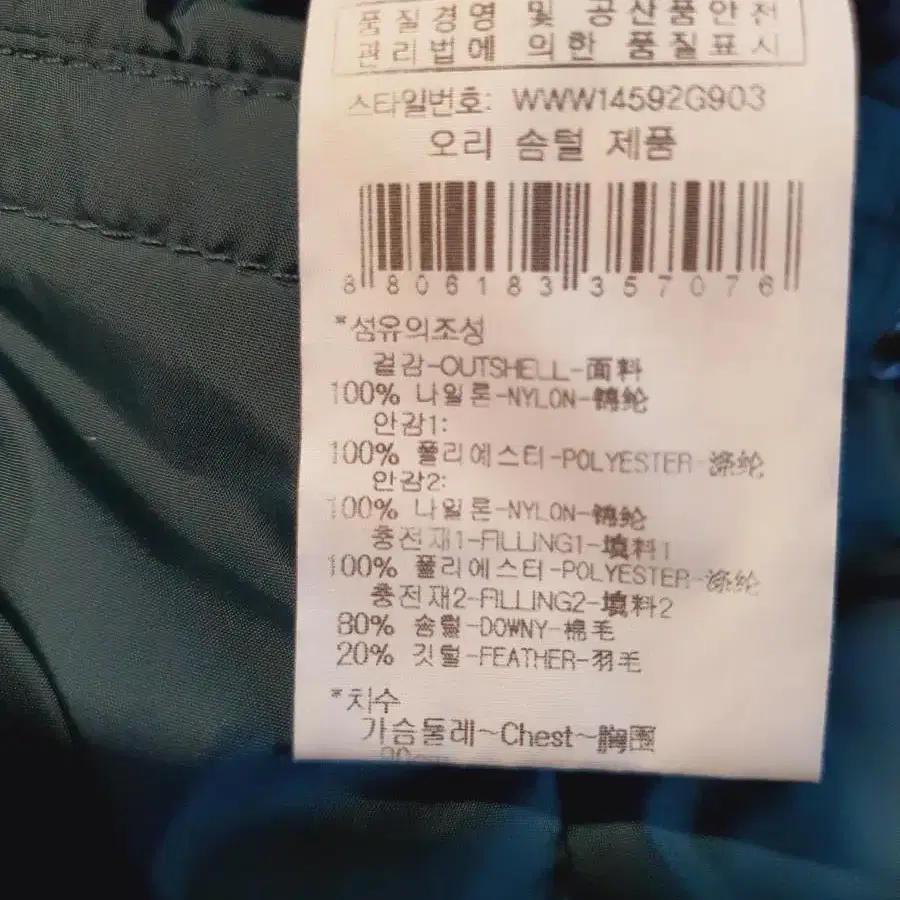 품질경영 및 공산품안전
관리법에 의한 품질표시
스타일번호: WWW14592G903
오리 솜털 제품
8 806183 357076
*섬유의조성
겉감-OUTSHELL-面料
100% 나일론-NYLON-锦纶
안감1:
100% 폴리에스터-POLYESTER-涤纶
안감2:
100% 나일론-NYLON-锦纶
충전재1-FILLING1-填料1
100% 폴리에스터-POLYESTER-涤纶
충전재2-FILLING2-填料2
80% 솜털-DOWNY-棉毛
20% 깃털-FEATHER-羽毛
*치수
가슴둘레~Chest~胸围